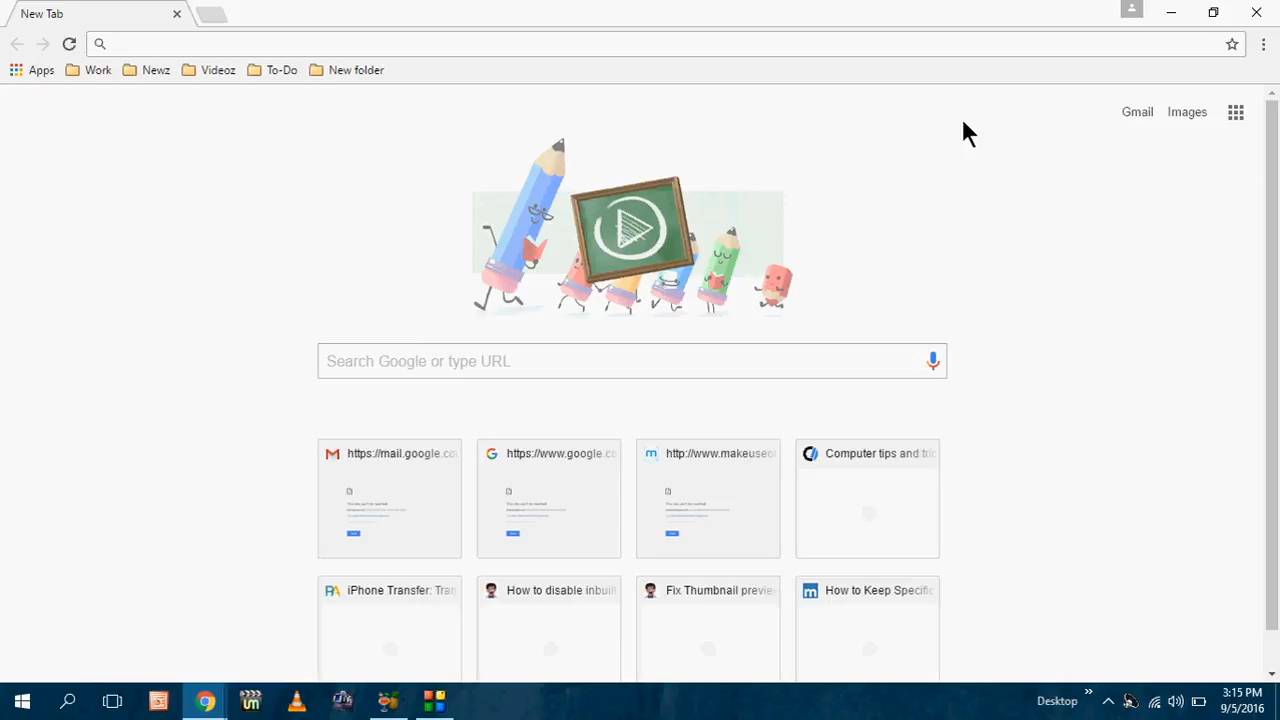 New Tab
Apps Work Newz Videoz To-Do New folder
Gmail Images
Search Google or type URL
https://mail.google.co
https://www.google.co
http://www.makeuseo
Computer tips and tric
iPhone Transfer: Tran
How to disable inbuil
Fix Thumbnail preview
How to Keep Specific
Desktop
3:15 PM
9/5/2016